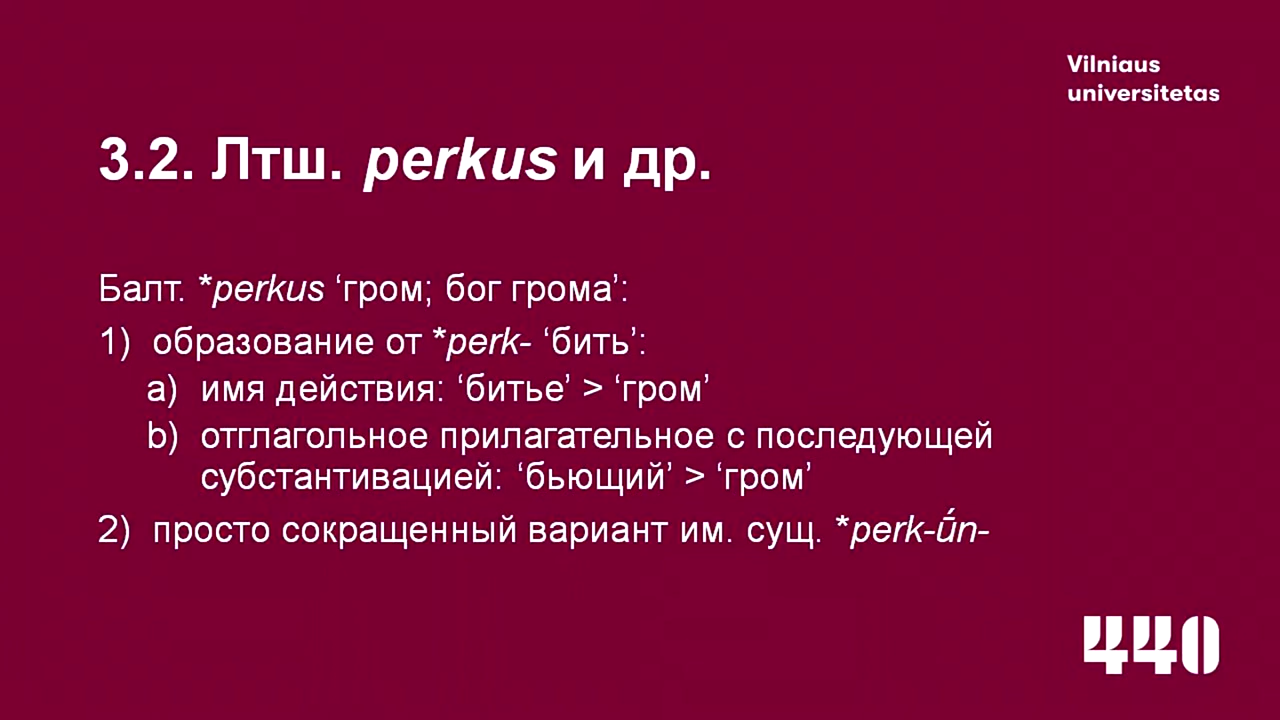 Vilniaus
universitetas
3.2. Лтш. perkus и др.
Балт. *perkus ‘гром; бог грома’:
1) образование от *perk- ‘бить’:
a) имя действия: ‘битье’ > ‘гром’
b) отглагольное прилагательное с последующей
субстантивацией: ‘бьющий’ > ‘гром’
2) просто сокращенный вариант им. сущ. *perk-ū́n-
440